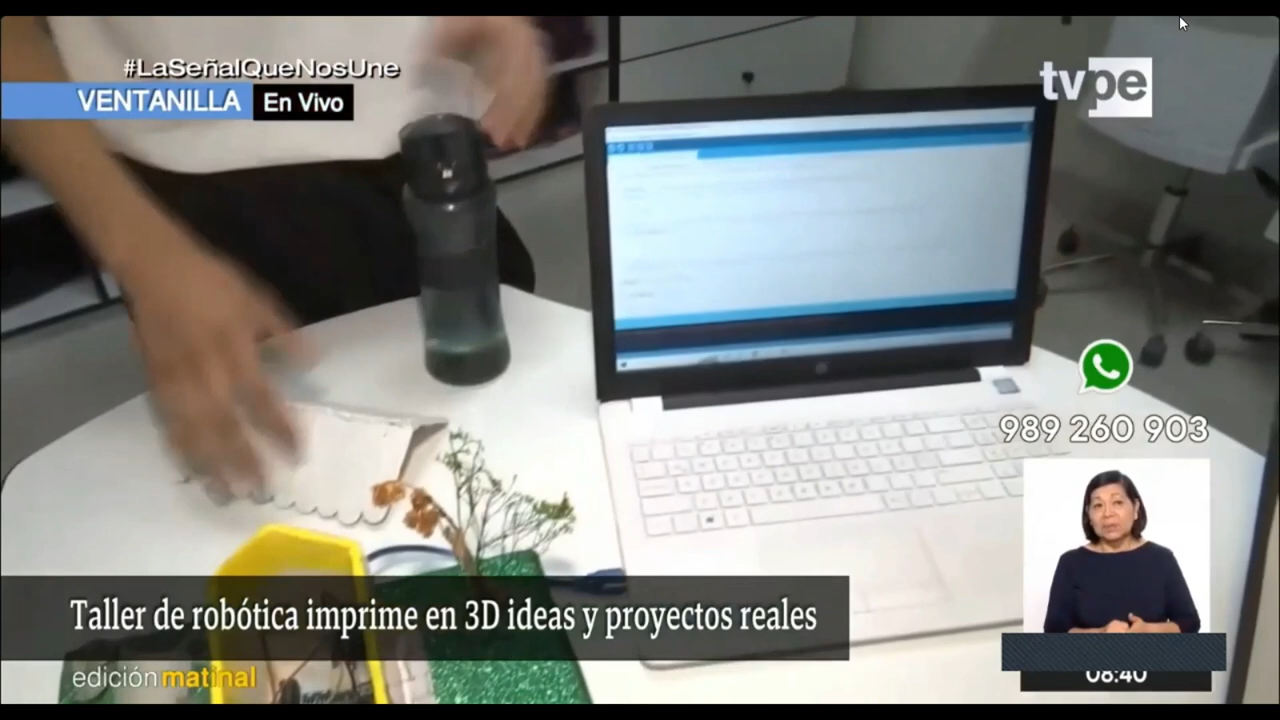 #LaSeñalQueNosUne
VENTANILLA En Vivo
tvpe
989 260 903
Taller de robótica imprime en 3D ideas y proyectos reales
edición matinal
08:40